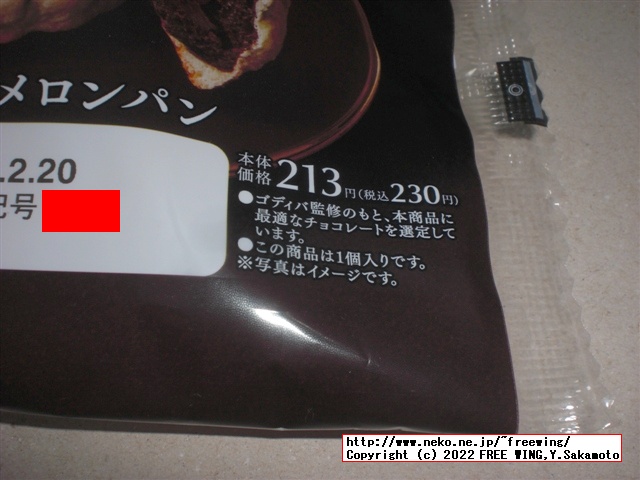 メロンパン
.2.20
記号
本体
価格213円(税込230円)
●ゴディバ監修のもと、本商品に
最適なチョコレートを選定して
います。
●この商品は1個入りです。
※写真はイメージです。
http://www.neko.ne.jp/~freewing/
Copyright (c) 2022 FREE WING,Y.Sakamoto